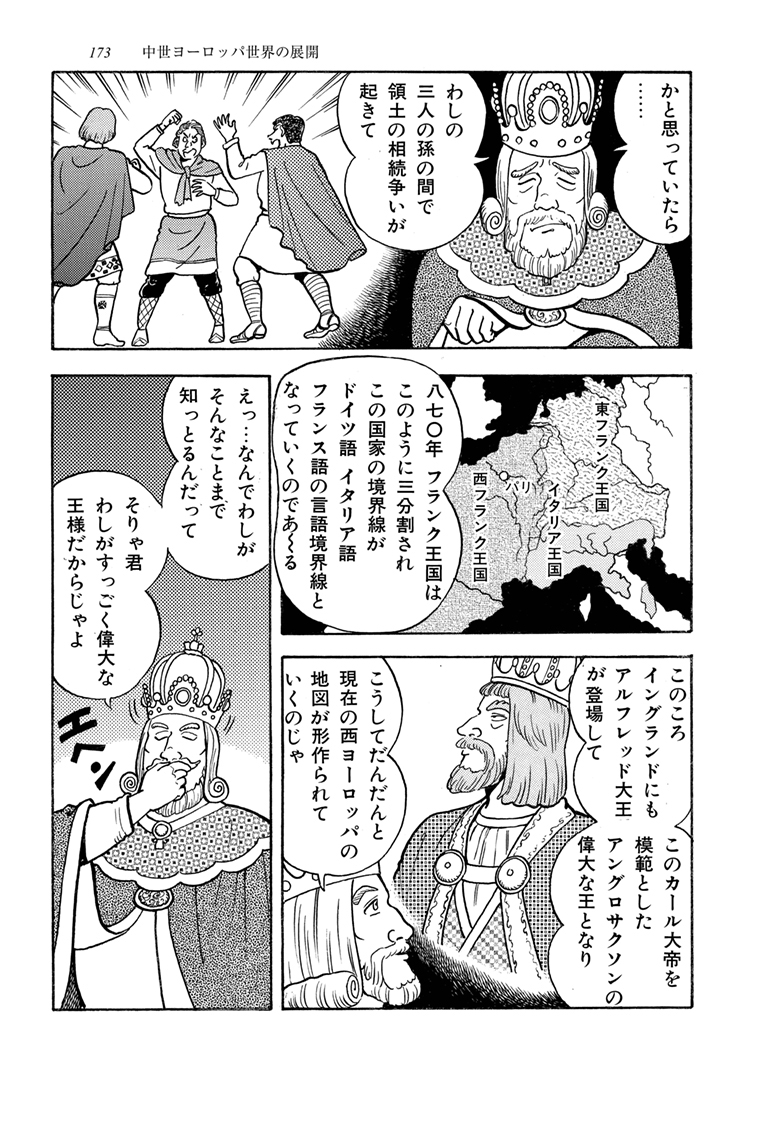 173 中世ヨーロッパ世界の展開
かと思っていたら
……
わしの
三人の孫の間で
領土の相続争いが
起きて
東フランク王国
イタリア王国
パリ
西フランク王国
八七〇年 フランク王国は
このように三分割され
この国家の境界線が
ドイツ語 イタリア語
フランス語の言語境界線と
なっていくのであ〜る
えっ…なんでわしが
そんなことまで
知っとるんだって
そりゃ君
わしがすっごく偉大な
王様だからじゃよ
エヘン
このころ
イングランドにも
アルフレッド大王
が登場して
このカール大帝を
模範とした
アングロサクソンの
偉大な王となり
こうしてだんだんと
現在の西ヨーロッパの
地図が形作られて
いくのじゃ